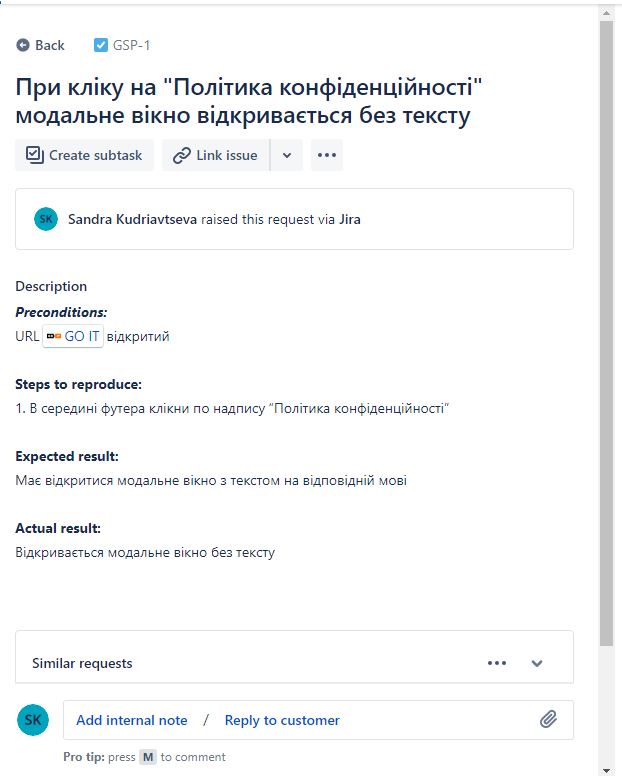 Back GSP-1
При кліку на "Політика конфіденційності"
модальне вікно відкривається без тексту
Create subtask Link issue
SK Sandra Kudriavtseva raised this request via Jira
Description
Preconditions:
URL GO IT відкритий
Steps to reproduce:
1. В середині футера клікни по надпису “Політика конфіденційності”
Expected result:
Має відкритися модальне вікно з текстом на відповідній мові
Actual result:
Відкривається модальне вікно без тексту
Similar requests
SK Add internal note / Reply to customer
Pro tip: press M to comment